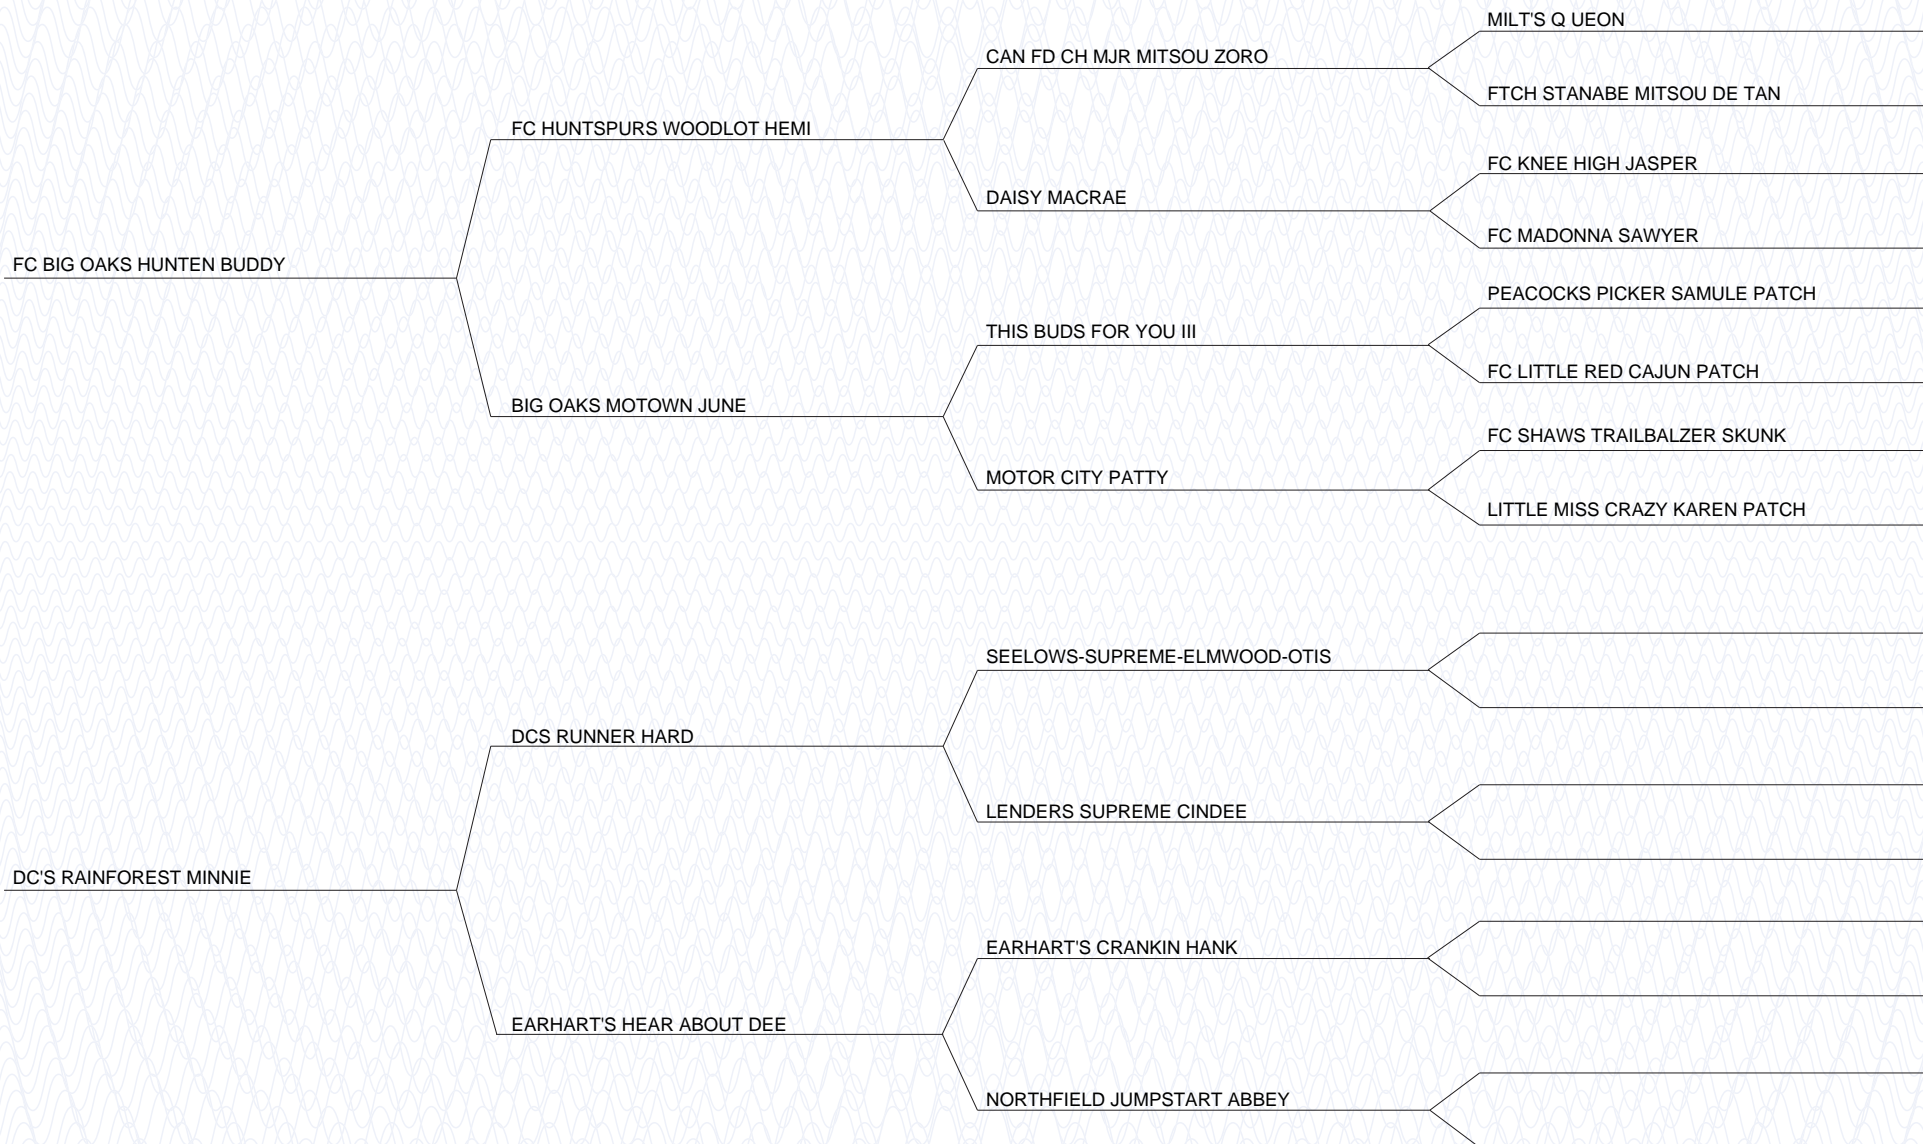 MILT'S Q UEON
CAN FD CH MJR MITSOU ZORO
FTCH STANABE MITSOU DE TAN
FC HUNTSPURS WOODLOT HEMI
FC KNEE HIGH JASPER
DAISY MACRAE
FC MADONNA SAWYER
FC BIG OAKS HUNTEN BUDDY
PEACOCKS PICKER SAMULE PATCH
THIS BUDS FOR YOU III
FC LITTLE RED CAJUN PATCH
BIG OAKS MOTOWN JUNE
FC SHAWS TRAILBALZER SKUNK
MOTOR CITY PATTY
LITTLE MISS CRAZY KAREN PATCH
SEELOWS-SUPREME-ELMWOOD-OTIS
DCS RUNNER HARD
LENDERS SUPREME CINDEE
DC'S RAINFOREST MINNIE
EARHART'S CRANKIN HANK
EARHART'S HEAR ABOUT DEE
NORTHFIELD JUMPSTART ABBEY